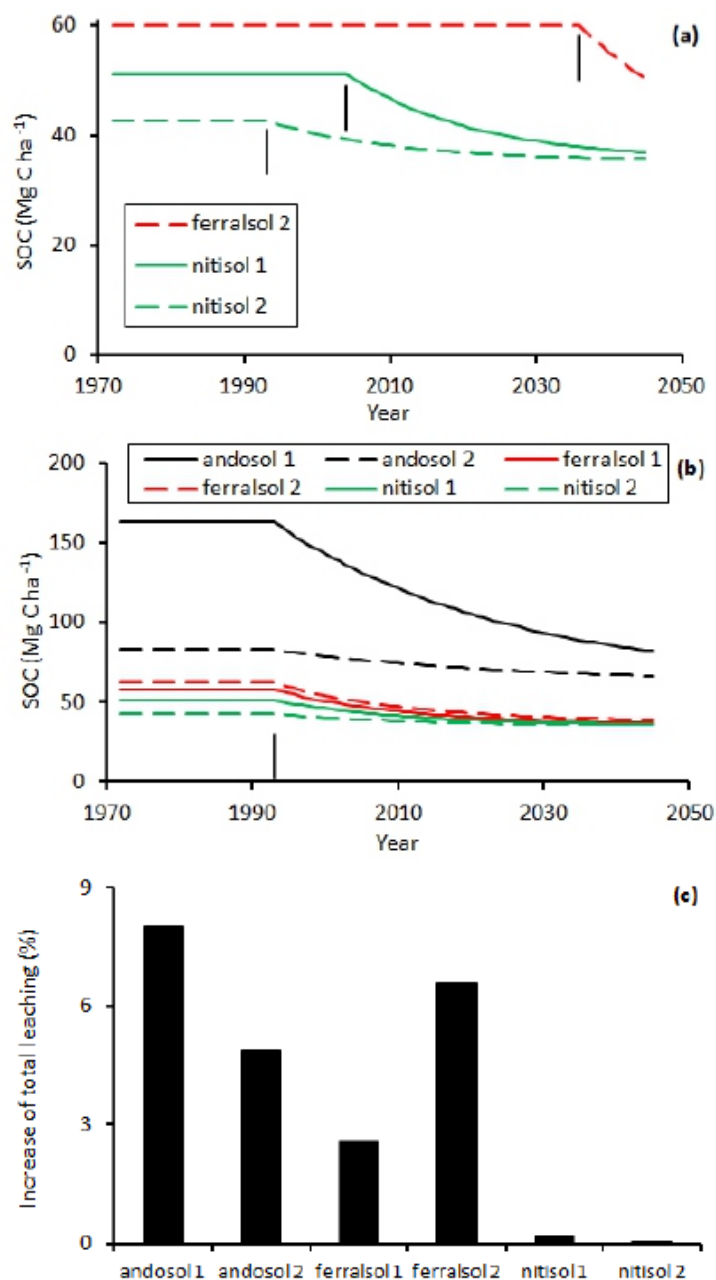 (a)
60
40
20
0
SOC (Mg C ha⁻¹)
ferralsol 2
nitisol 1
nitisol 2
1970 1990 2010 2030 2050
Year
(b)
andosol 1 andosol 2 ferralsol 1
ferralsol 2 nitisol 1 nitisol 2
200
150
100
50
0
SOC (Mg C ha⁻¹)
1970 1990 2010 2030 2050
Year
(c)
9
6
3
0
Increase of total leaching (%)
andosol 1 andosol 2 ferralsol 1 ferralsol 2 nitisol 1 nitisol 2